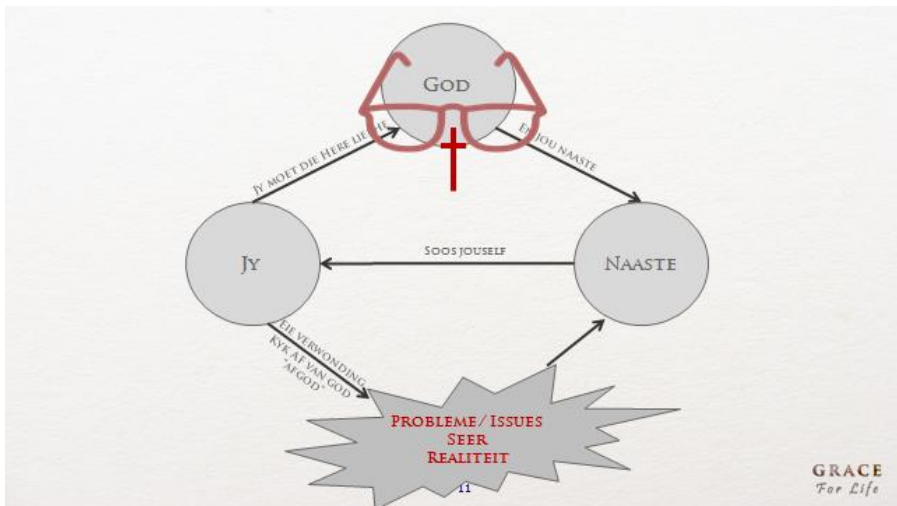 God
Jy moet die Here liefhe
En jou naaste
Jy
Soos jouself
Naaste
Eie verwonding
Kyk af van god
"afgod"
Probleme/Issues
Seer
Realiteit
11
GRACE
For Life